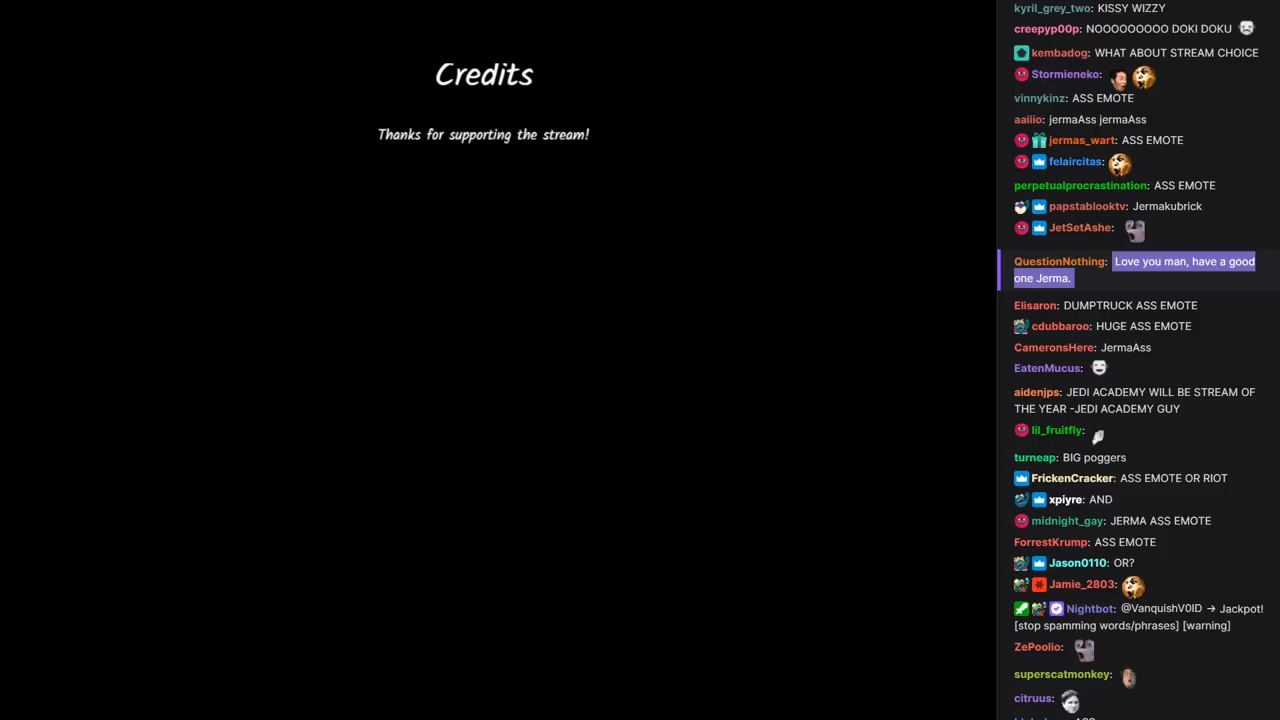 Credits
Thanks for supporting the stream!
kyril_grey_two: KISSY WIZZY
creepyp00p: NOOOOOOOOO DOKI DOKU
kembadog: WHAT ABOUT STREAM CHOICE
Stormieneko:
vinnykinz: ASS EMOTE
aaiiio: jermaAss jermaAss
jermas_wart: ASS EMOTE
felaircitas:
perpetualprocrastination: ASS EMOTE
papstablooktv: Jermakubrick
JetSetAshe:
QuestionNothing: Love you man, have a good
one Jerma.
Elisaron: DUMPTRUCK ASS EMOTE
cdubbaroo: HUGE ASS EMOTE
CameronsHere: JermaAss
EatenMucus:
aidenjps: JEDI ACADEMY WILL BE STREAM OF
THE YEAR -JEDI ACADEMY GUY
lil_fruitfly:
turneap: BIG poggers
FrickenCracker: ASS EMOTE OR RIOT
xpiyre: AND
midnight_gay: JERMA ASS EMOTE
ForrestKrump: ASS EMOTE
Jason0110: OR?
Jamie_2803:
Nightbot: @VanquishV0ID → Jackpot!
[stop spamming words/phrases] [warning]
ZePoolio:
superscatmonkey:
citruus: